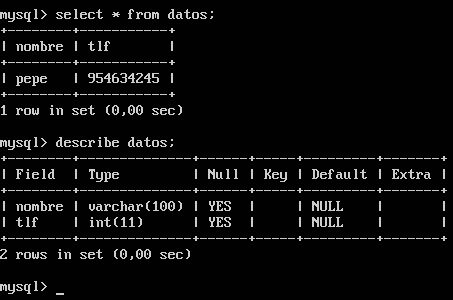 mysql> select * from datos;
+--------+-----------+
| nombre | tlf       |
+--------+-----------+
| pepe   | 954634245 |
+--------+-----------+
1 row in set (0,00 sec)
mysql> describe datos;
+--------+--------------+------+-----+---------+-------+
| Field  | Type         | Null | Key | Default | Extra |
+--------+--------------+------+-----+---------+-------+
| nombre | varchar(100) | YES  |     | NULL    |       |
| tlf    | int(11)      | YES  |     | NULL    |       |
+--------+--------------+------+-----+---------+-------+
2 rows in set (0,00 sec)
mysql> _